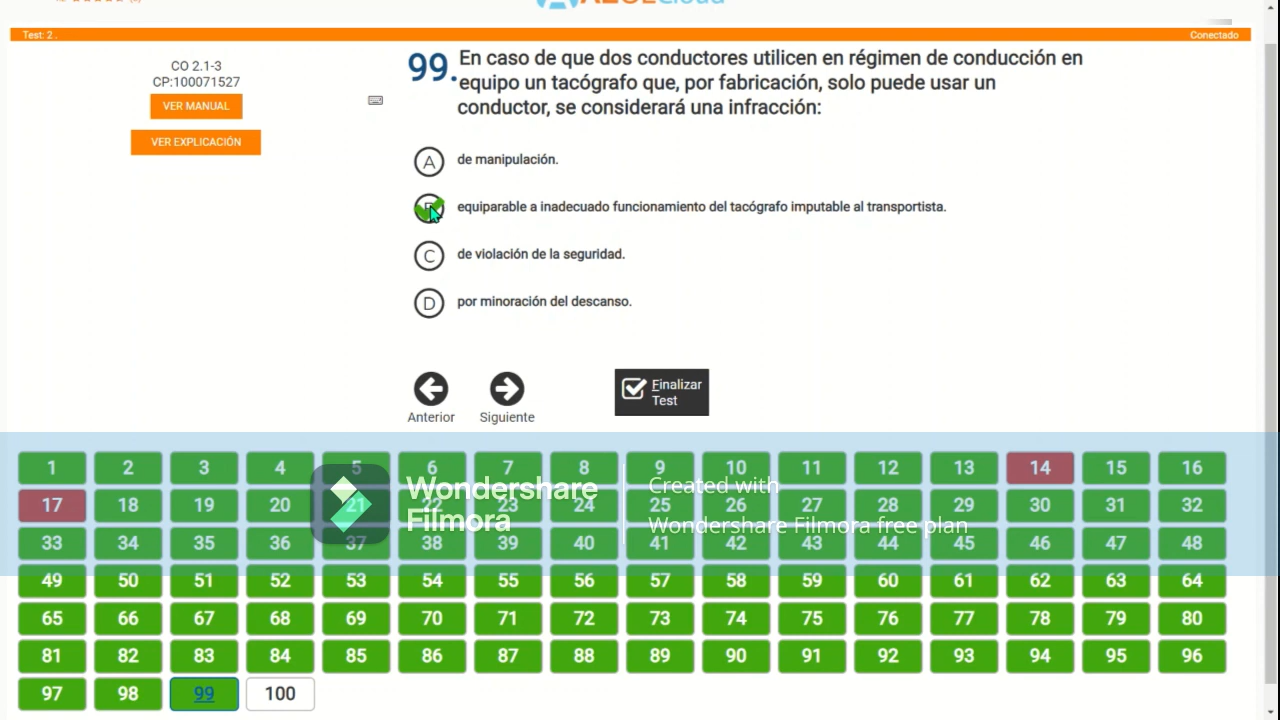 Test: 2 .
Conectado
CO 2.1-3
CP:100071527
VER MANUAL
VER EXPLICACIÓN
99. En caso de que dos conductores utilicen en régimen de conducción en
equipo un tacógrafo que, por fabricación, solo puede usar un
conductor, se considerará una infracción:
A de manipulación.
equiparable a inadecuado funcionamiento del tacógrafo imputable al transportista.
C de violación de la seguridad.
D por minoración del descanso.
Anterior Siguiente
Finalizar
Test
1 2 3 4 5 6 7 8 9 10 11 12 13 14 15 16
17 18 19 20 21 22 23 24 25 26 27 28 29 30 31 32
33 34 35 36 37 38 39 40 41 42 43 44 45 46 47 48
49 50 51 52 53 54 55 56 57 58 59 60 61 62 63 64
65 66 67 68 69 70 71 72 73 74 75 76 77 78 79 80
81 82 83 84 85 86 87 88 89 90 91 92 93 94 95 96
97 98 99 100
Wondershare
Filmora
Created with
Wondershare Filmora free plan